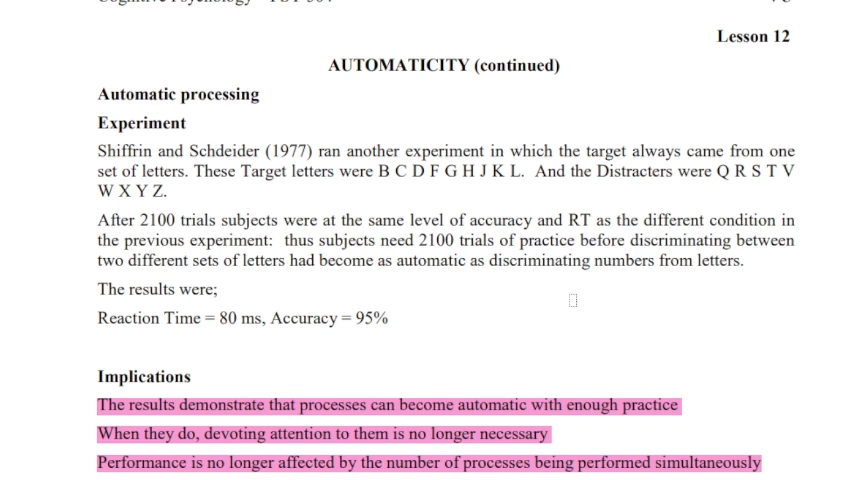 Lesson 12
AUTOMATICITY (continued)
Automatic processing
Experiment
Shiffrin and Schdeider (1977) ran another experiment in which the target always came from one
set of letters. These Target letters were B C D F G H J K L. And the Distracters were Q R S T V
W X Y Z.
After 2100 trials subjects were at the same level of accuracy and RT as the different condition in
the previous experiment: thus subjects need 2100 trials of practice before discriminating between
two different sets of letters had become as automatic as discriminating numbers from letters.
The results were;
Reaction Time = 80 ms, Accuracy = 95%
Implications
The results demonstrate that processes can become automatic with enough practice
When they do, devoting attention to them is no longer necessary
Performance is no longer affected by the number of processes being performed simultaneously